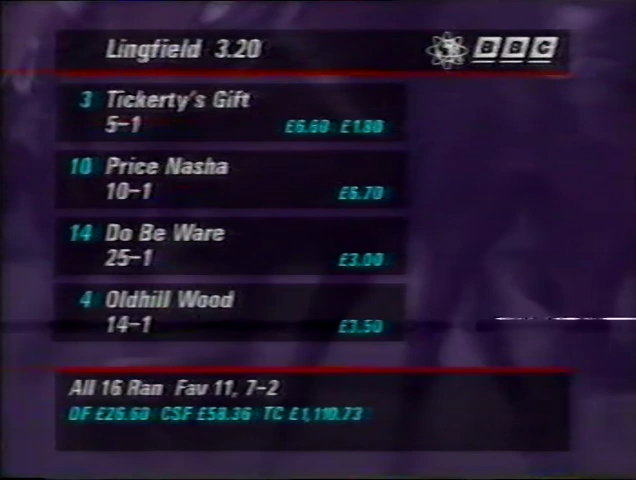 Lingfield 3.20
BBC
3 Tickerty's Gift
5-1 £6.60 £1.80
10 Price Nasha
10-1 £6.70
14 Do Be Ware
25-1 £3.00
4 Oldhill Wood
14-1 £3.50
All 16 Ran Fav 11, 7-2
DF £26.60 CSF £58.36 TC £1,110.73